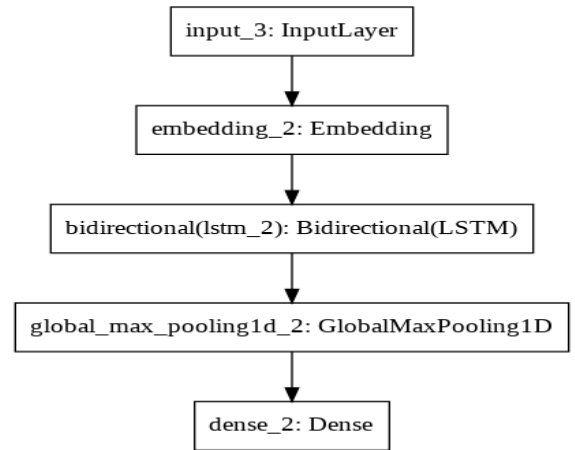 input_3: InputLayer
embedding_2: Embedding
bidirectional(lstm_2): Bidirectional(LSTM)
global_max_pooling1d_2: GlobalMaxPooling1D
dense_2: Dense